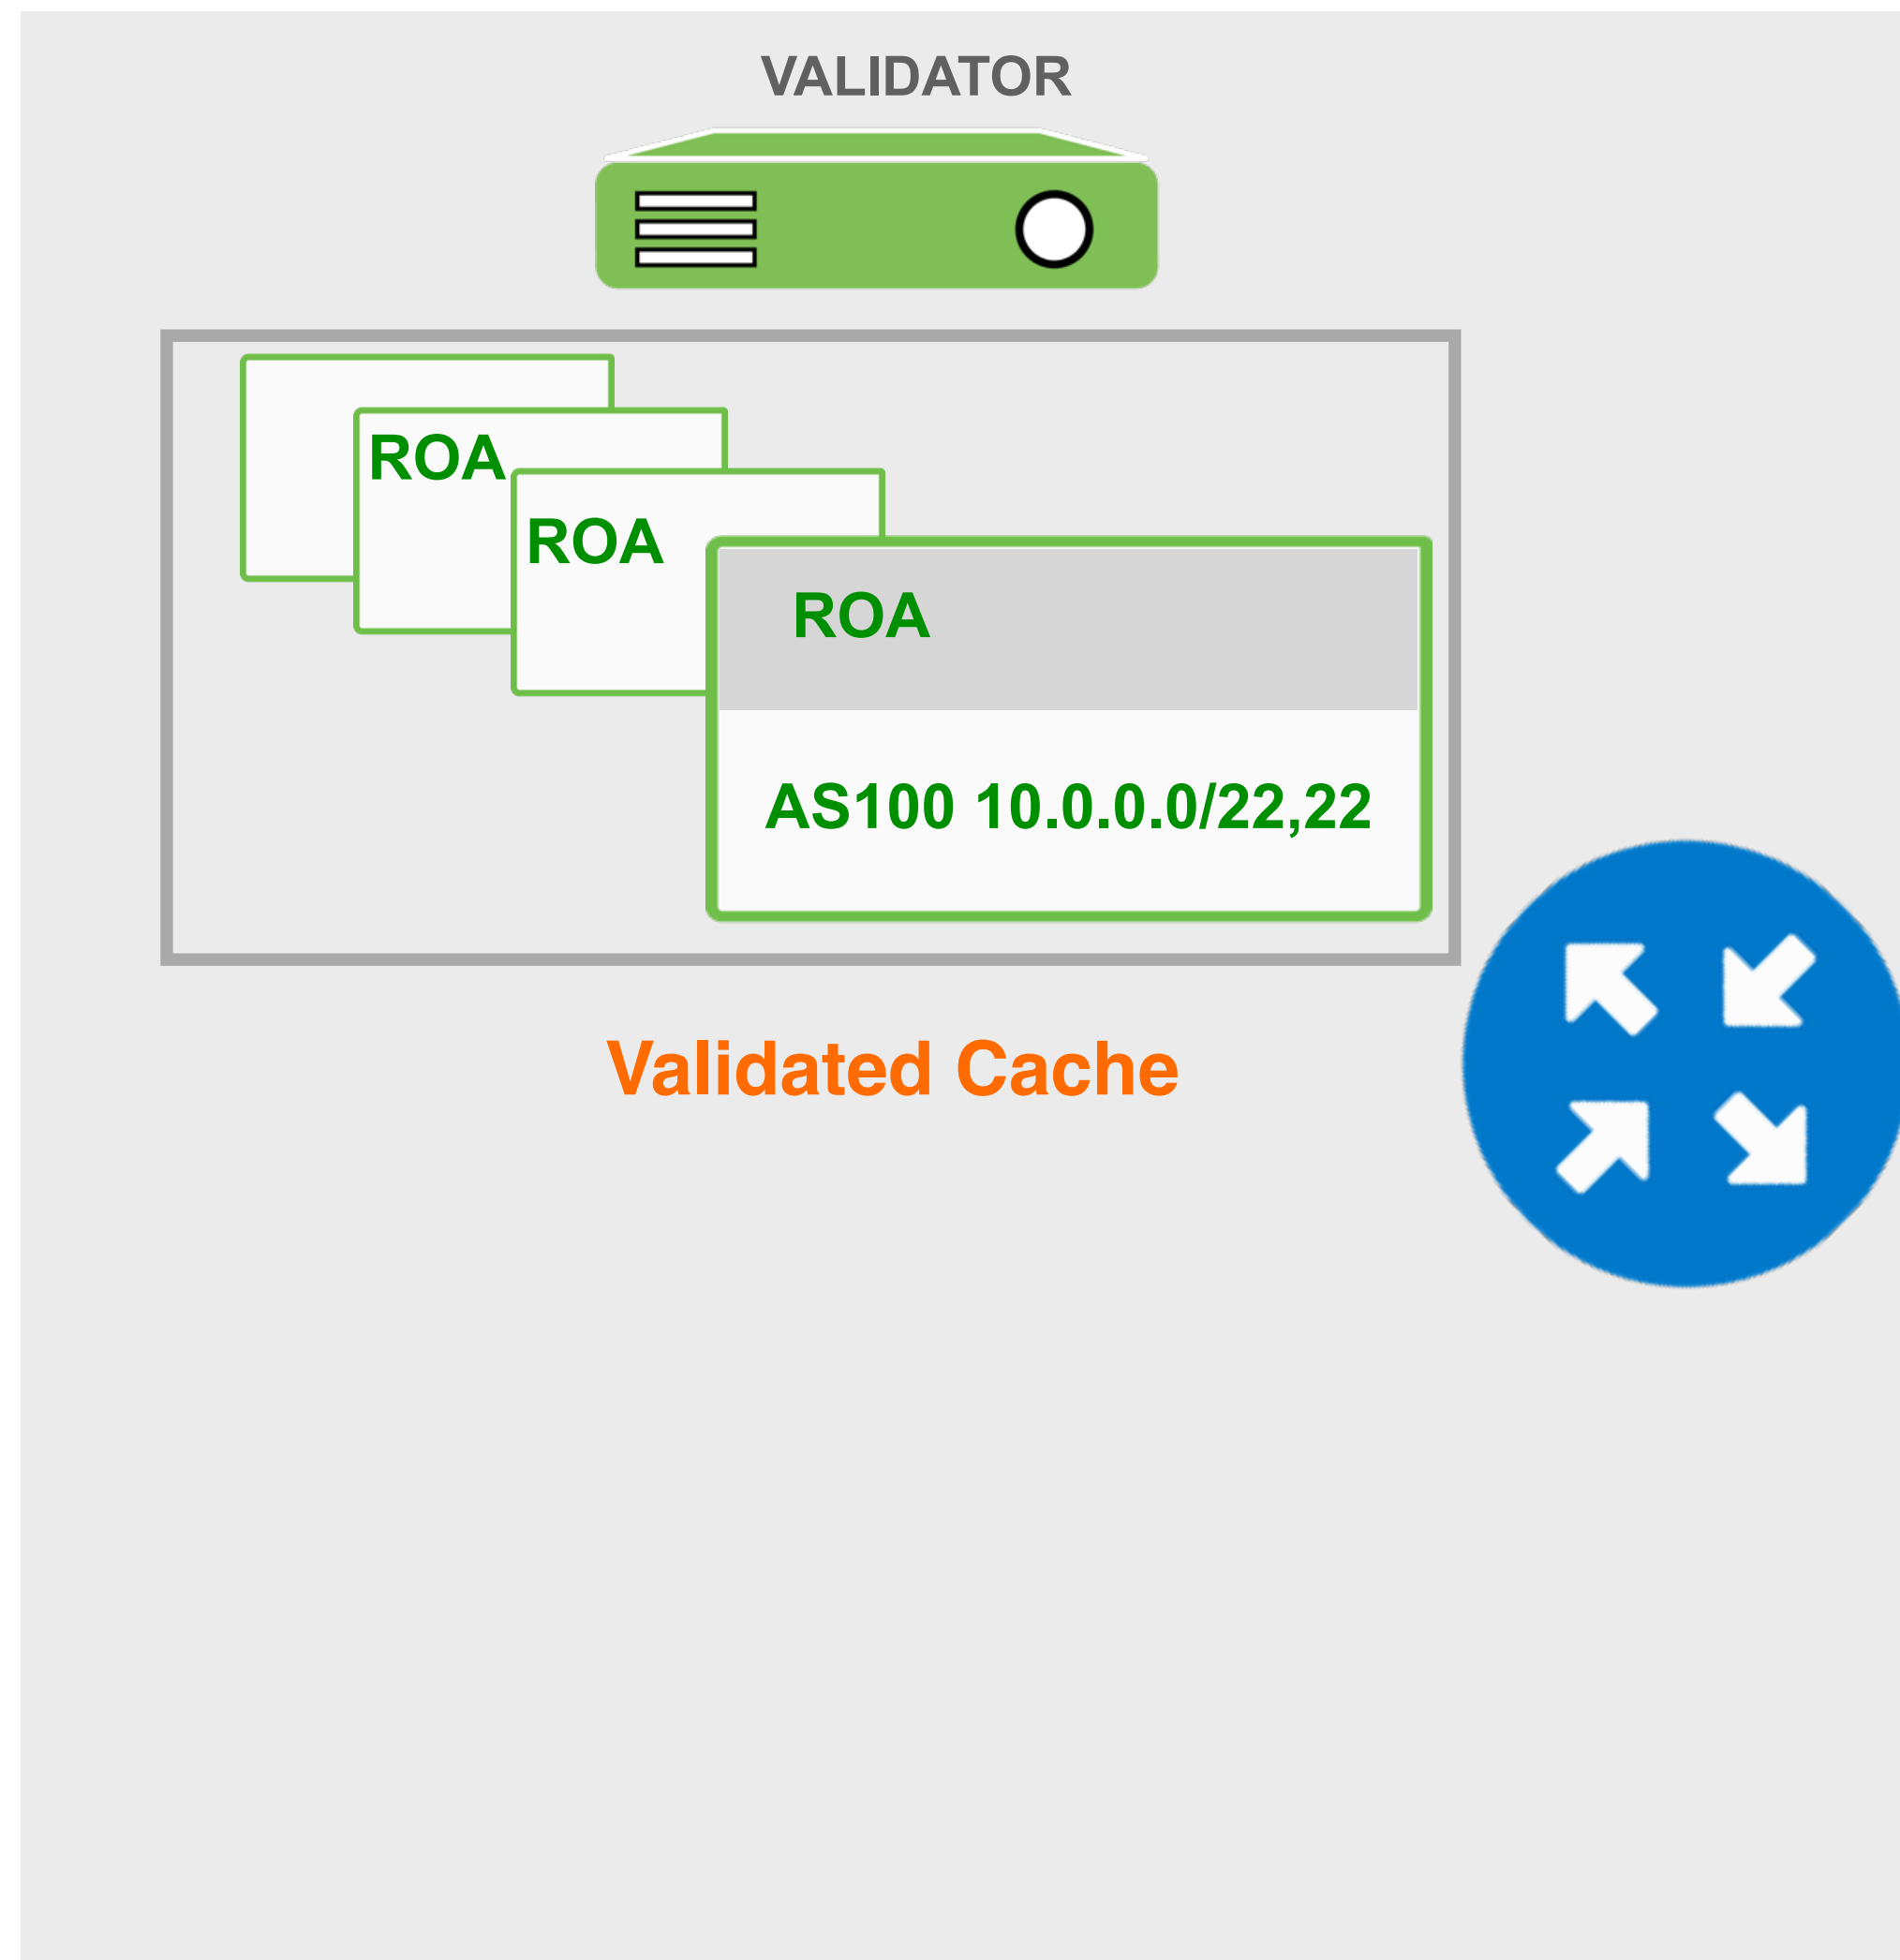 VALIDATOR
ROA
ROA
ROA
AS100 10.0.0.0/22,22
Validated Cache